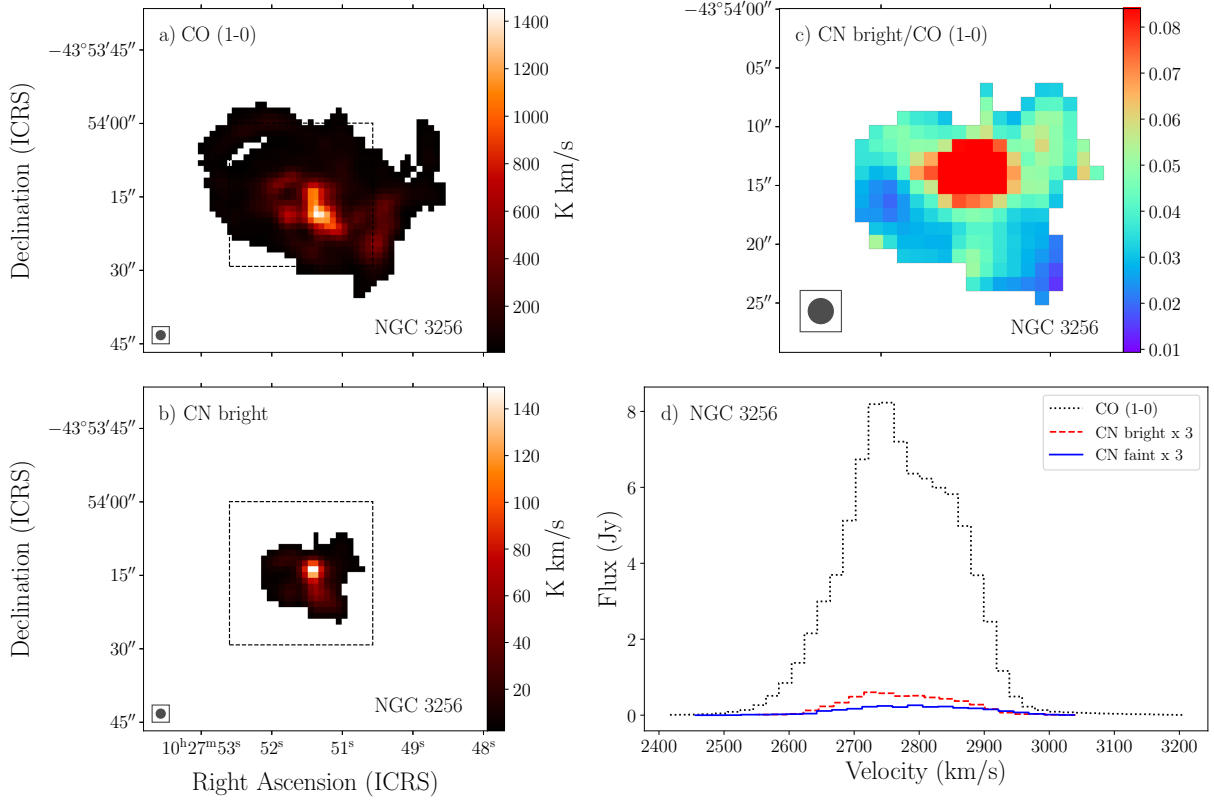 a) CO (1-0)
−43°53′45″
54′00″
15″
30″
45″
Declination (ICRS)
NGC 3256
1400
1200
1000
800
600
400
200
K km/s
c) CN bright/CO (1-0)
−43°54′00″
05″
10″
15″
20″
25″
NGC 3256
0.08
0.07
0.06
0.05
0.04
0.03
0.02
0.01
b) CN bright
−43°53′45″
54′00″
15″
30″
45″
Declination (ICRS)
NGC 3256
10ʰ27ᵐ53ˢ 52ˢ 51ˢ 49ˢ 48ˢ
Right Ascension (ICRS)
140
120
100
80
60
40
20
K km/s
d) NGC 3256
CO (1-0)
CN bright x 3
CN faint x 3
8
6
4
2
0
Flux (Jy)
2400 2500 2600 2700 2800 2900 3000 3100 3200
Velocity (km/s)